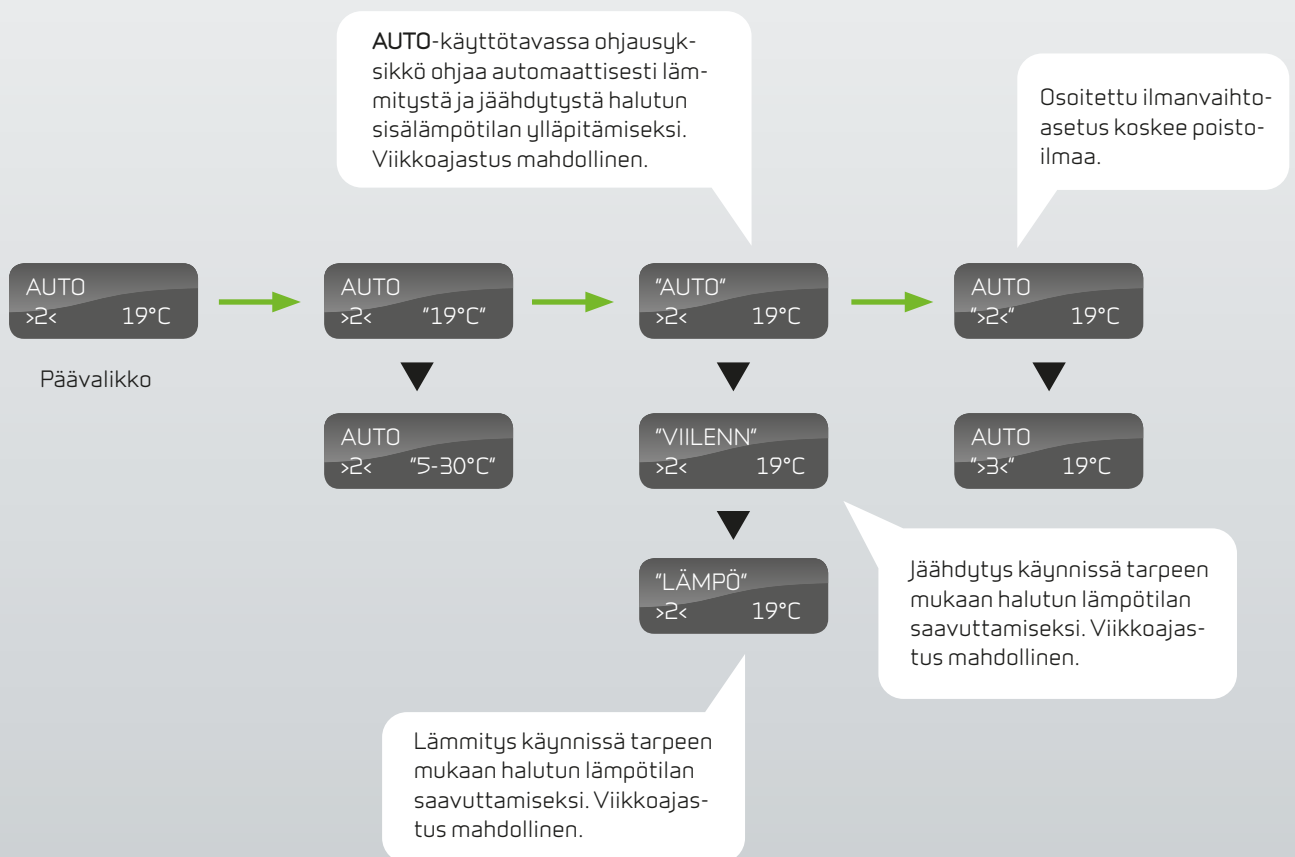 AUTO-käyttötavassa ohjausyk-
sikkö ohjaa automaattisesti läm-
mitystä ja jäähdytystä halutun
sisälämpötilan ylläpitämiseksi.
Viikkoajastus mahdollinen.
Osoitettu ilmanvaihto-
asetus koskee poisto-
ilmaa.
AUTO
>2< 19°C
Päävalikko
AUTO
>2< "19°C"
"AUTO"
>2< 19°C
AUTO
">2<" 19°C
AUTO
>2< "5-30°C"
"VIILENN"
>2< 19°C
AUTO
">3<" 19°C
"LÄMPÖ"
>2< 19°C
Jäähdytys käynnissä tarpeen
mukaan halutun lämpötilan
saavuttamiseksi. Viikkoajas-
tus mahdollinen.
Lämmitys käynnissä tarpeen
mukaan halutun lämpötilan
saavuttamiseksi. Viikkoajas-
tus mahdollinen.